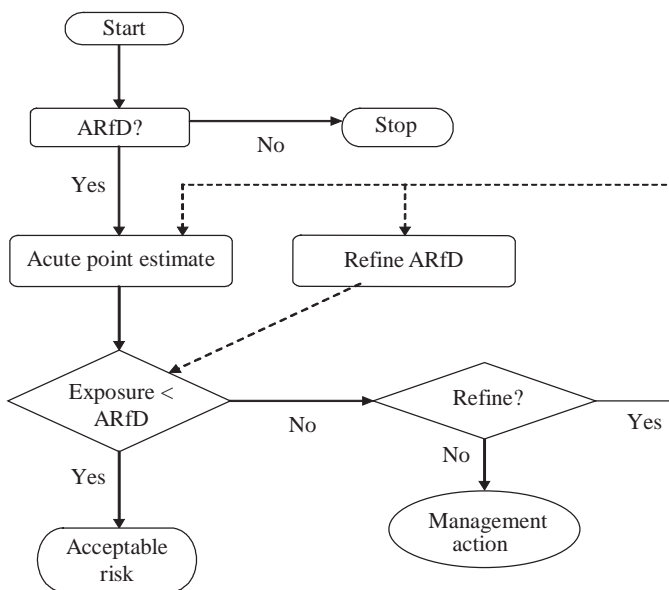 Start
ARfD?
No
Stop
Yes
Acute point estimate
Refine ARfD
Exposure <
ARfD
No
Refine?
Yes
Yes
No
Management
action
Acceptable
risk